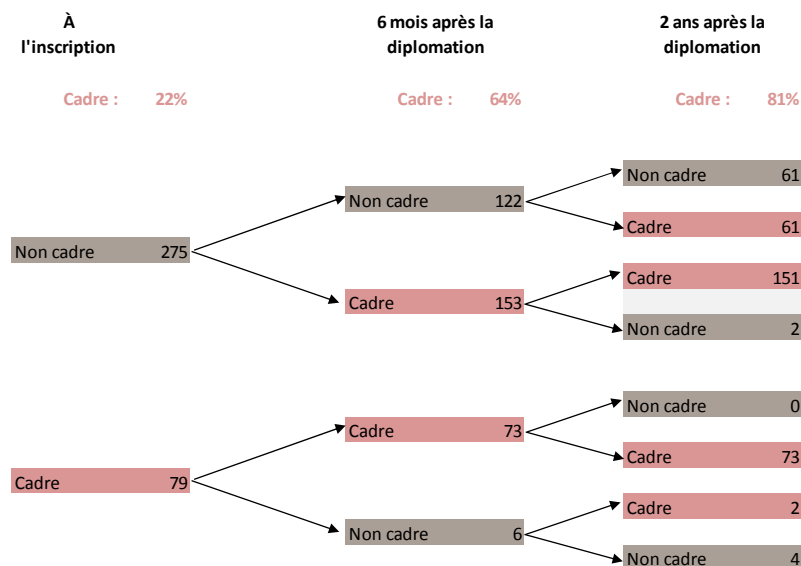 À l'inscription
6 mois après la diplomation
2 ans après la diplomation
Cadre : 22%
Cadre : 64%
Cadre : 81%
Non cadre 61
Non cadre 122
Cadre 61
Non cadre 275
Cadre 151
Cadre 153
Non cadre 2
Non cadre 0
Cadre 73
Cadre 73
Cadre 79
Cadre 2
Non cadre 6
Non cadre 4